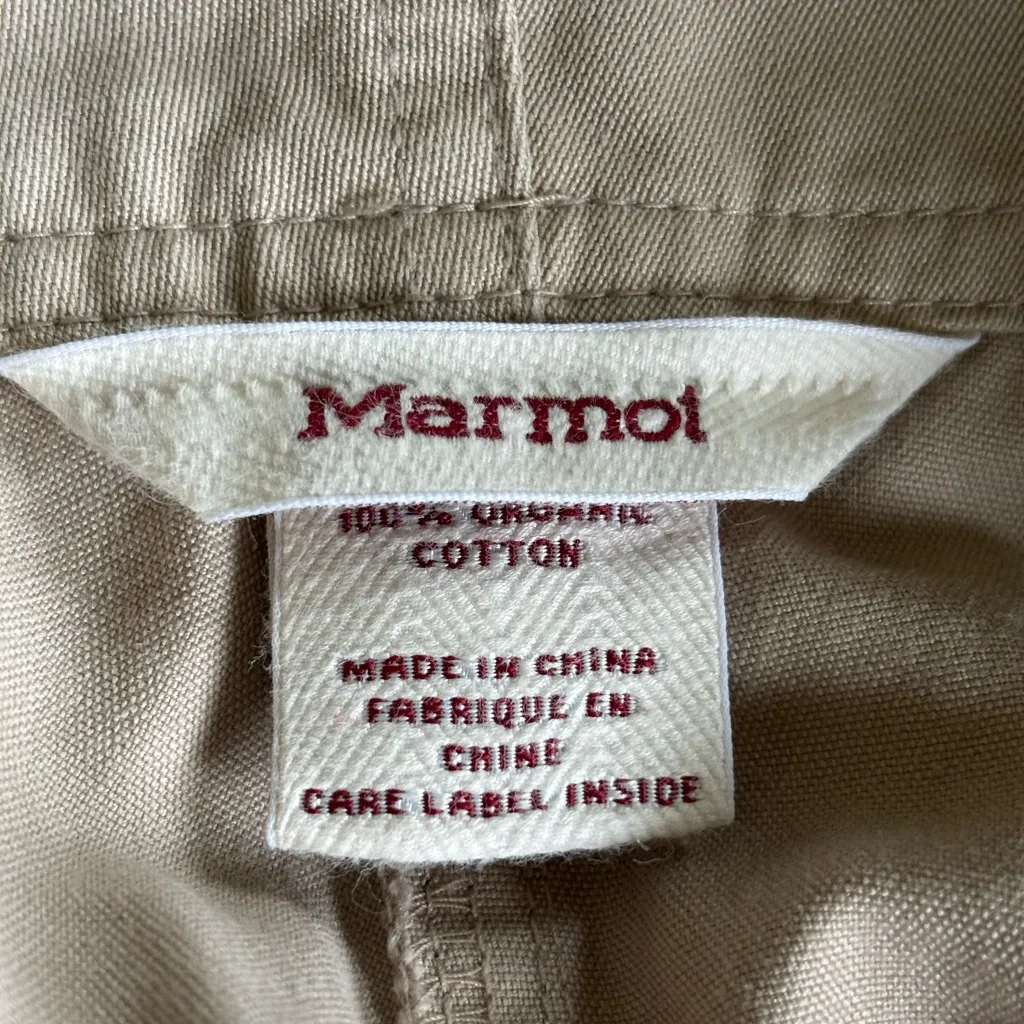 Marmot
100% ORGANIC
COTTON
MADE IN CHINA
FABRIQUE EN
CHINE
CARE LABEL INSIDE